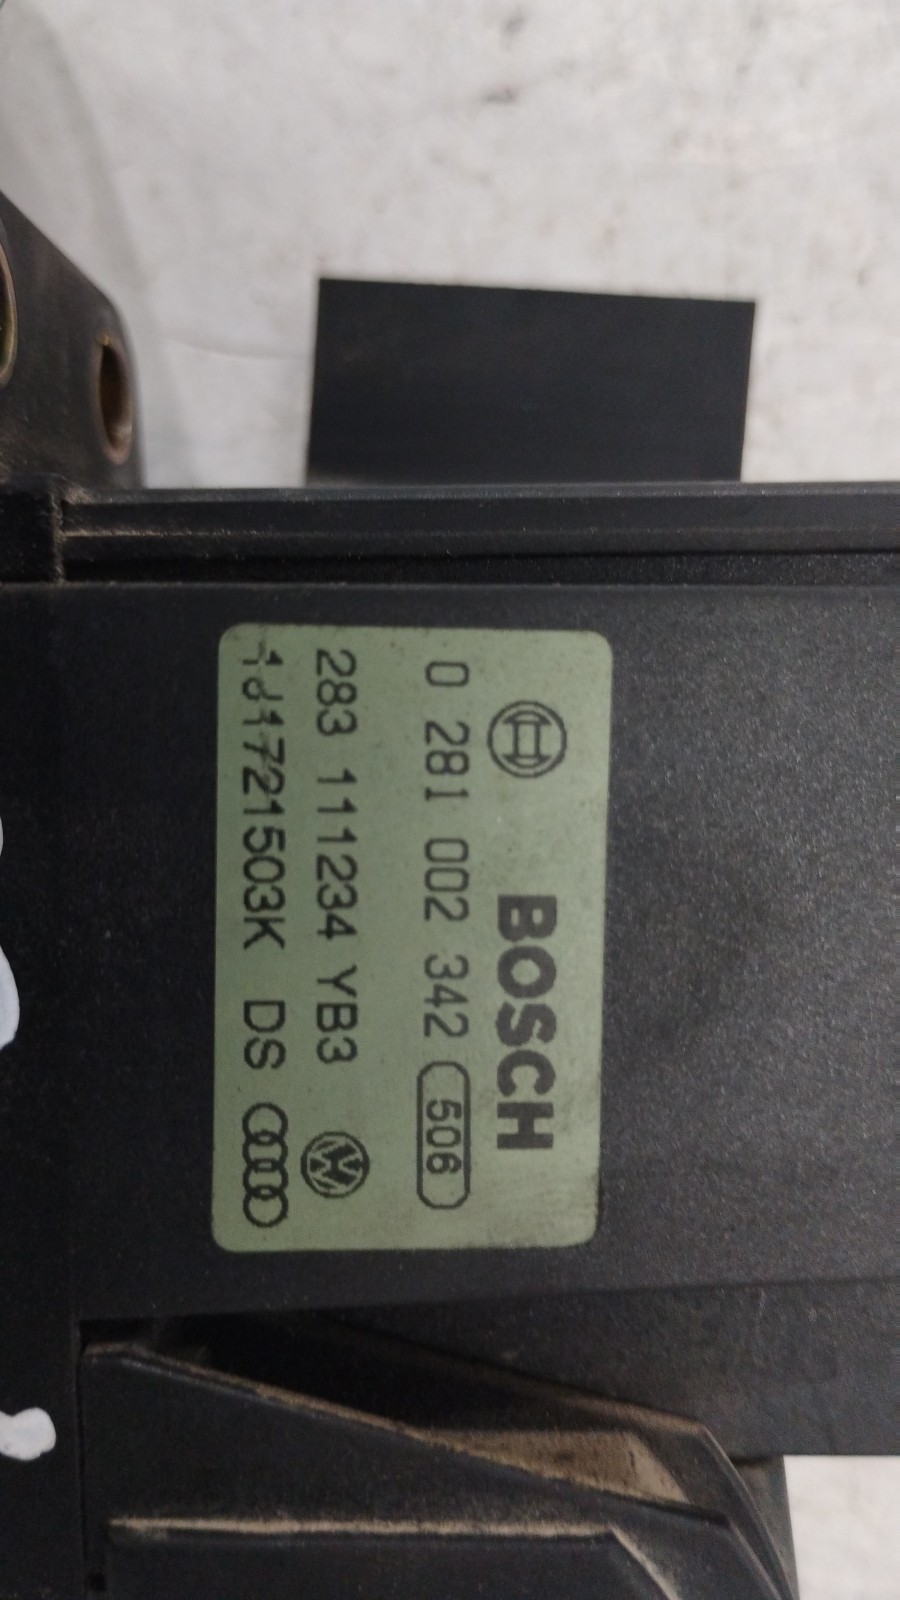 BOSCH
0 281 002 342 506
283 111234 YB3
1J1721503K DS